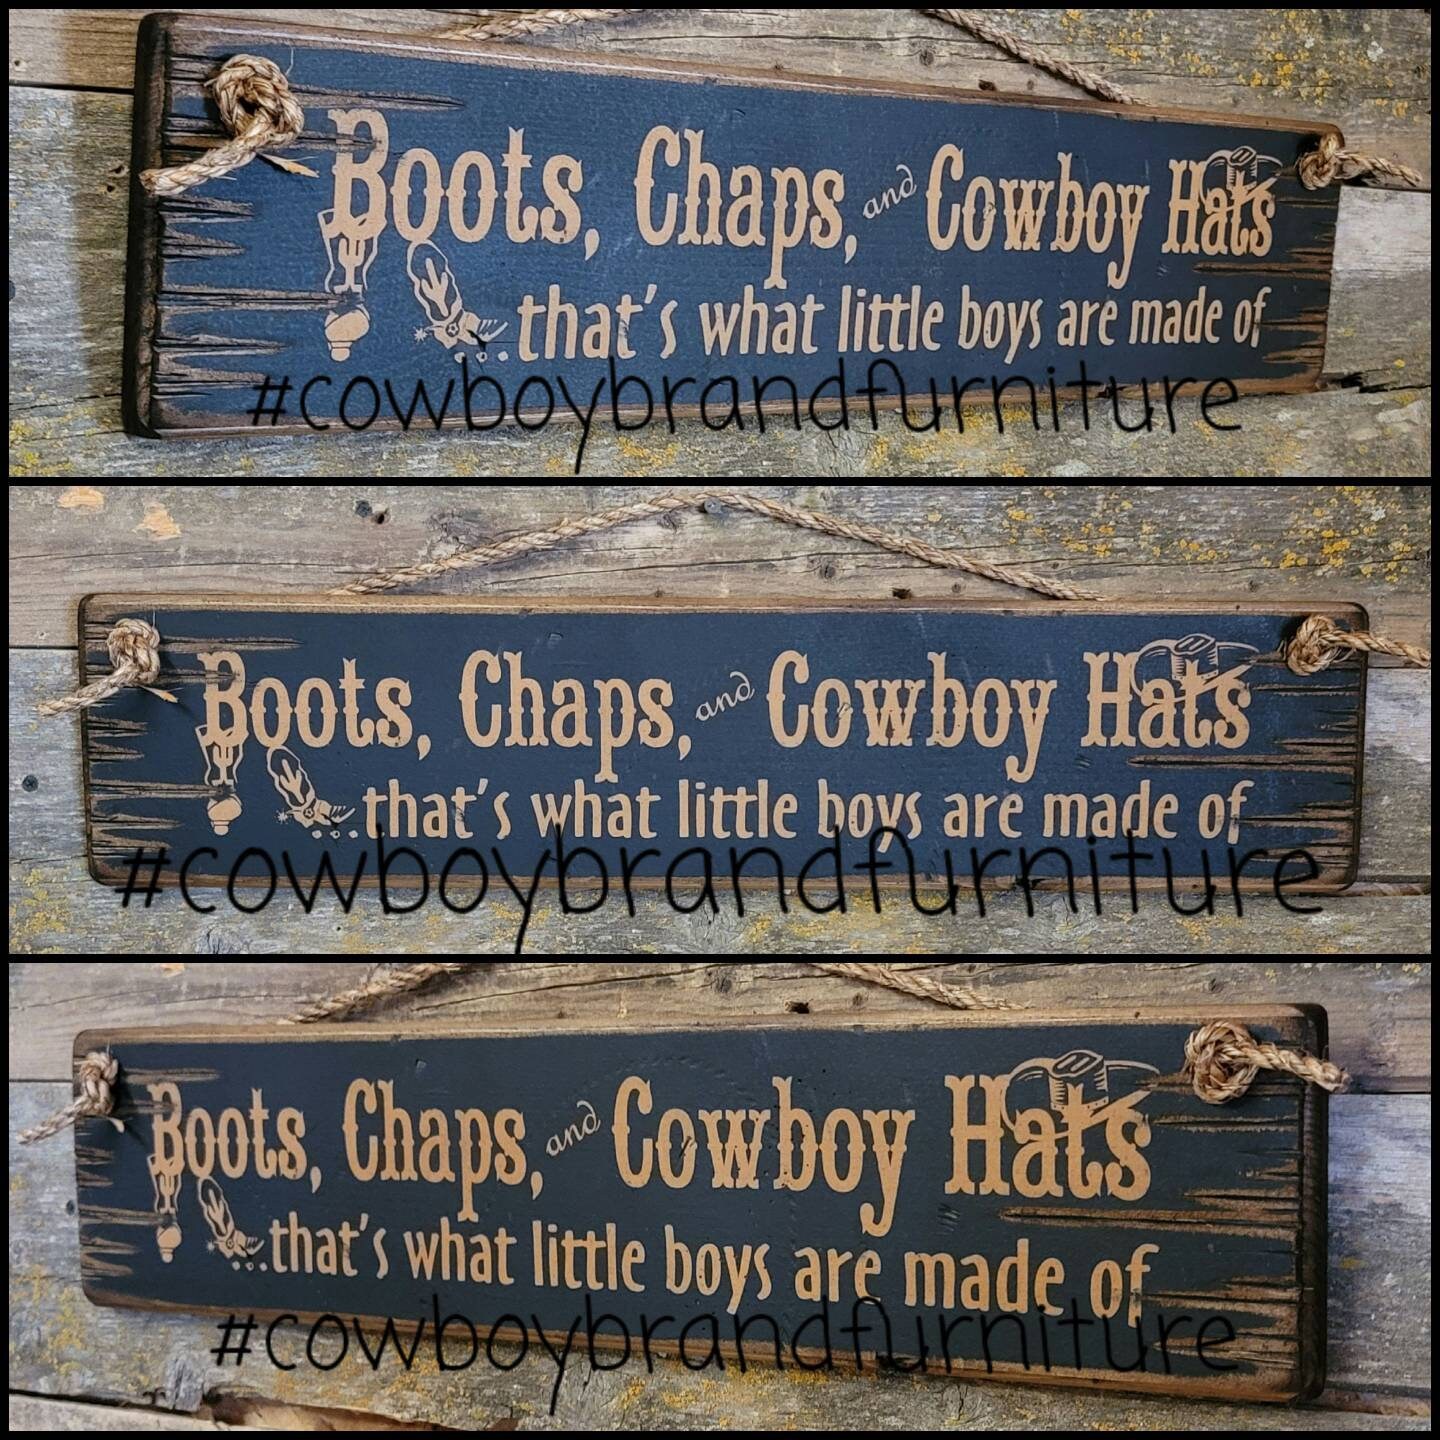 Boots, Chaps, and Cowboy Hats
...that's what little boys are made of
#cowboybrandfurniture
Boots, Chaps, and Cowboy Hats
...that's what little boys are made of
#cowboybrandfurniture
Boots, Chaps, and Cowboy Hats
...that's what little boys are made of
#cowboybrandfurniture